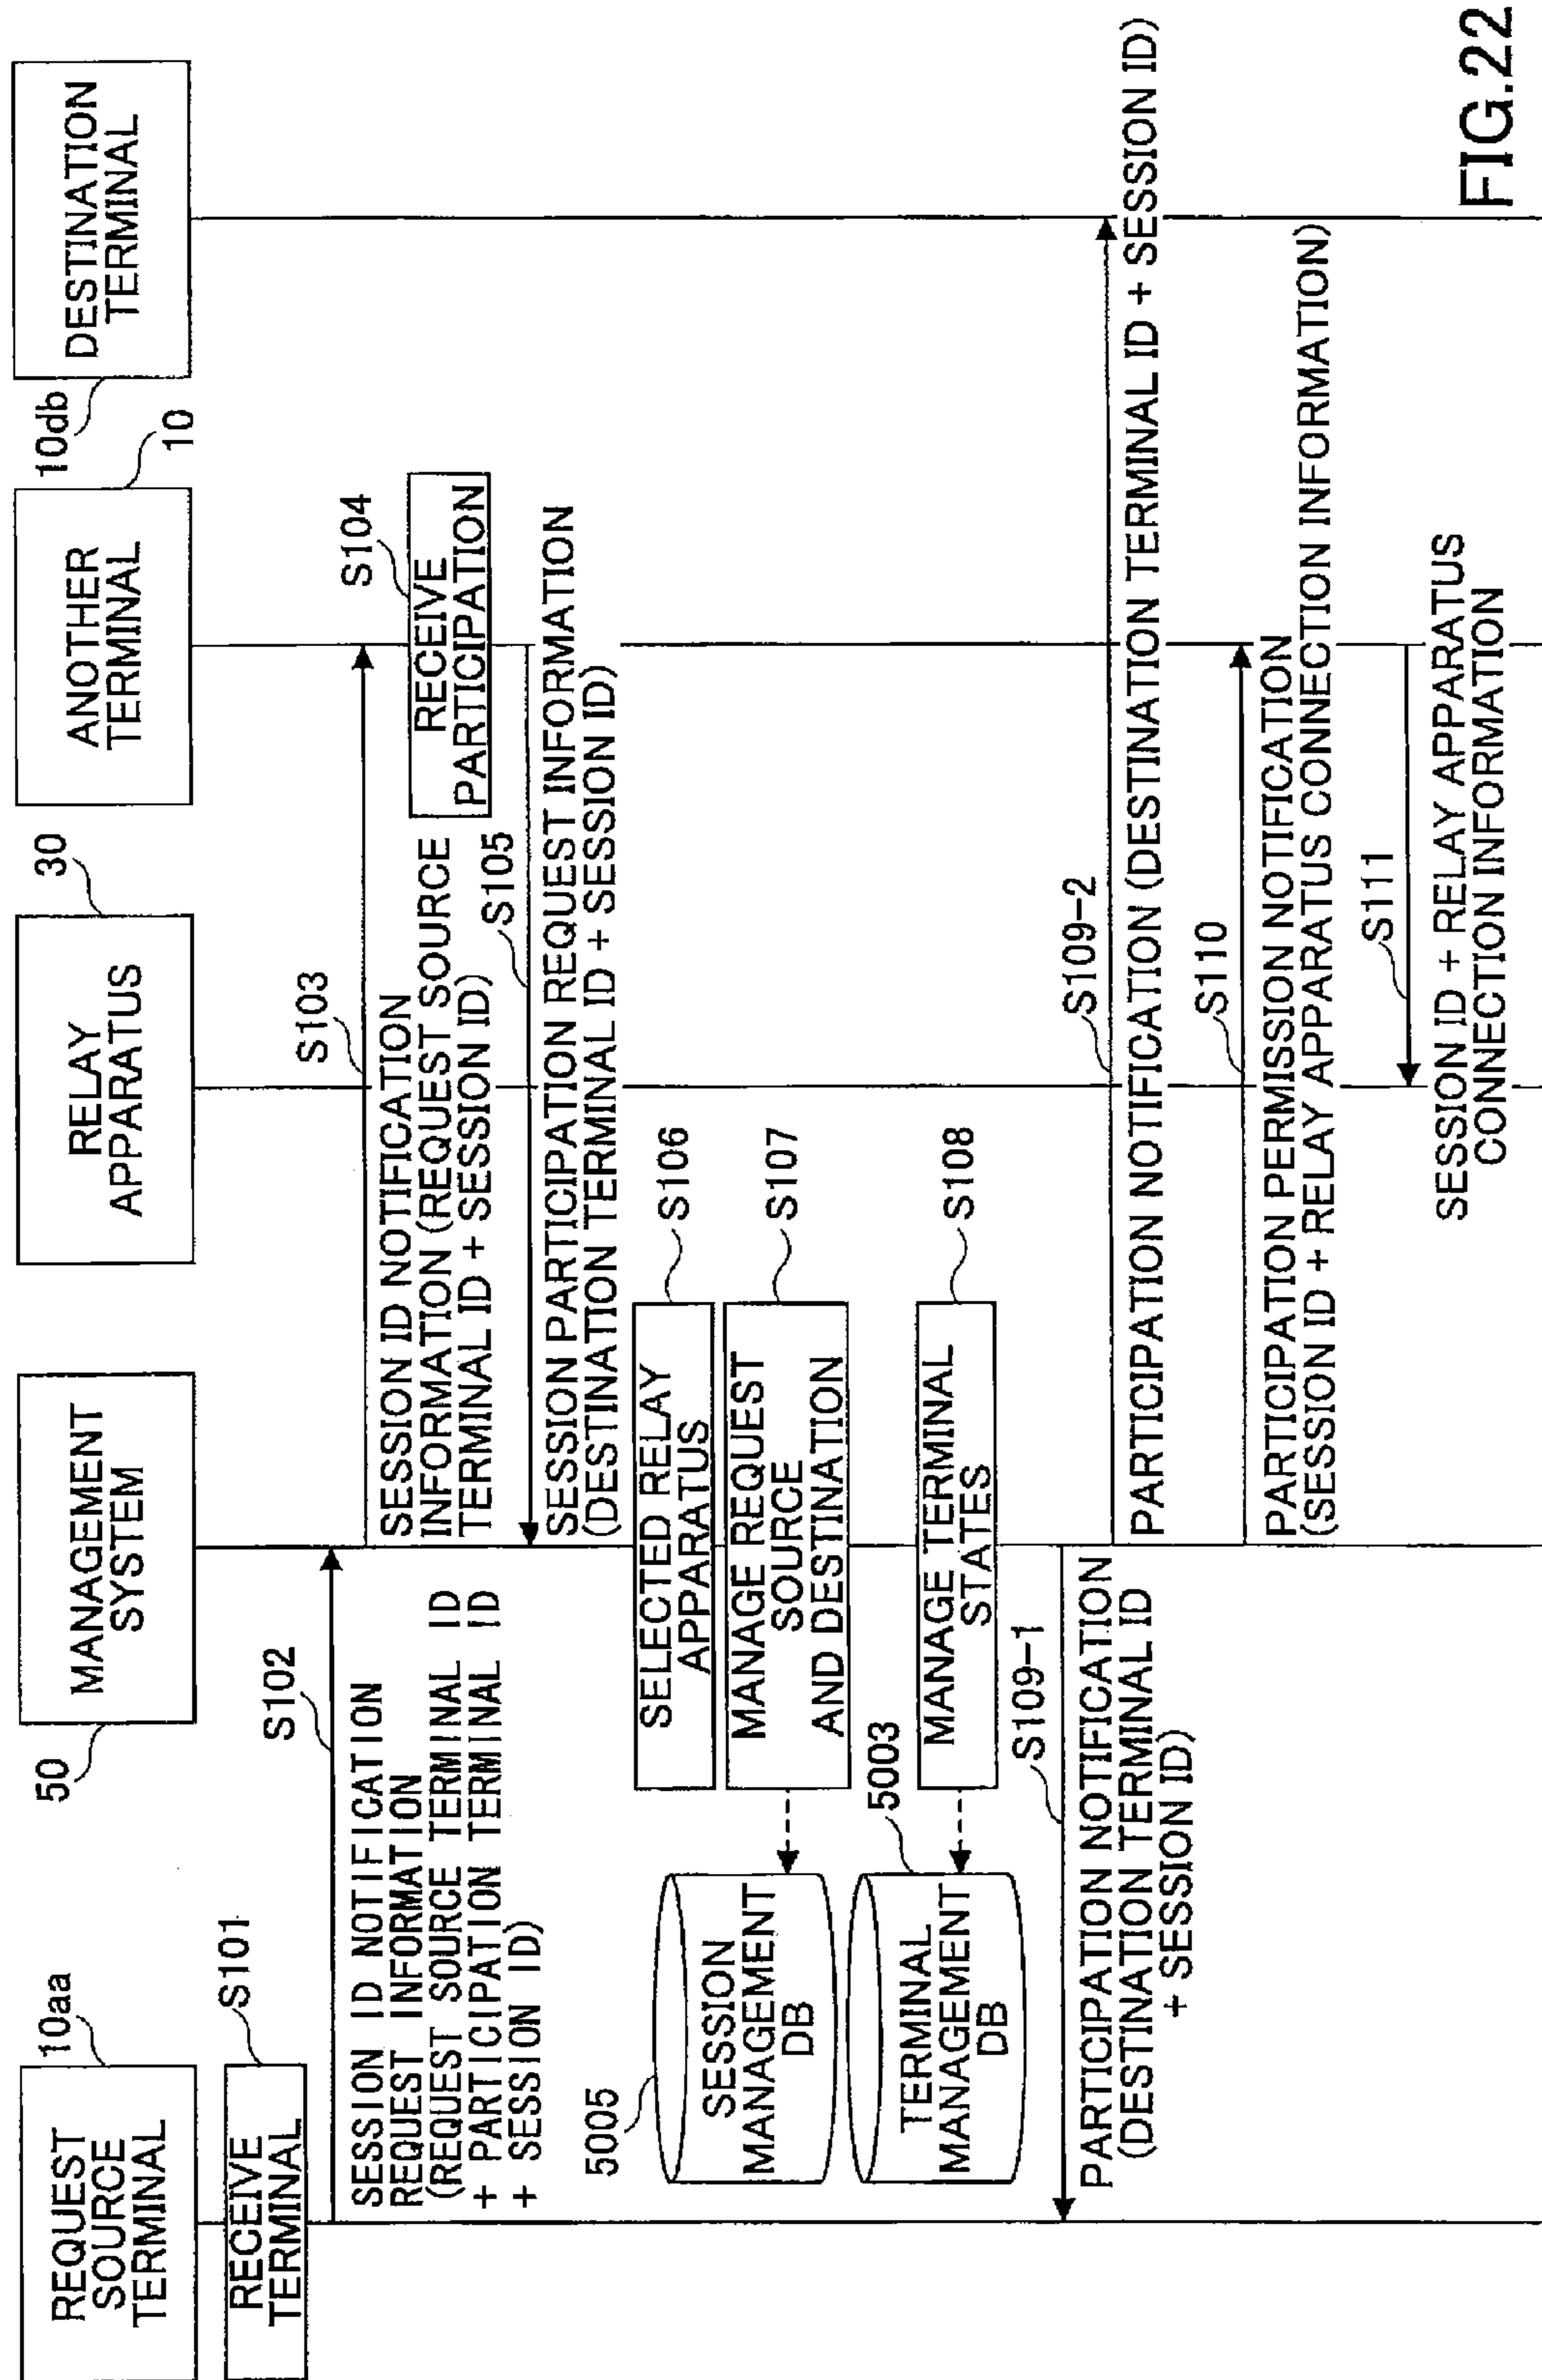 REQUEST
SOURCE
TERMINAL
10aa
MANAGEMENT
SYSTEM
50
RELAY
APPARATUS
30
ANOTHER
TERMINAL
10
DESTINATION
TERMINAL
10db
RECEIVE
TERMINAL
S101
S102
SESSION ID NOTIFICATION
REQUEST INFORMATION
(REQUEST SOURCE TERMINAL ID
+ PARTICIPATION TERMINAL ID
+ SESSION ID)
S103
SESSION ID NOTIFICATION
INFORMATION (REQUEST SOURCE
TERMINAL ID + SESSION ID)
S104
RECEIVE
PARTICIPATION
S105
SESSION PARTICIPATION REQUEST INFORMATION
(DESTINATION TERMINAL ID + SESSION ID)
SELECTED RELAY
APPARATUS
S106
MANAGE REQUEST
SOURCE
AND DESTINATION
S107
5005
SESSION
MANAGEMENT
DB
MANAGE TERMINAL
STATES
S108
5003
TERMINAL
MANAGEMENT
DB
S109-1
PARTICIPATION NOTIFICATION
(DESTINATION TERMINAL ID
+ SESSION ID)
S109-2
PARTICIPATION NOTIFICATION (DESTINATION TERMINAL ID + SESSION ID)
S110
PARTICIPATION PERMISSION NOTIFICATION
(SESSION ID + RELAY APPARATUS CONNECTION INFORMATION)
S111
SESSION ID + RELAY APPARATUS
CONNECTION INFORMATION
FIG.22